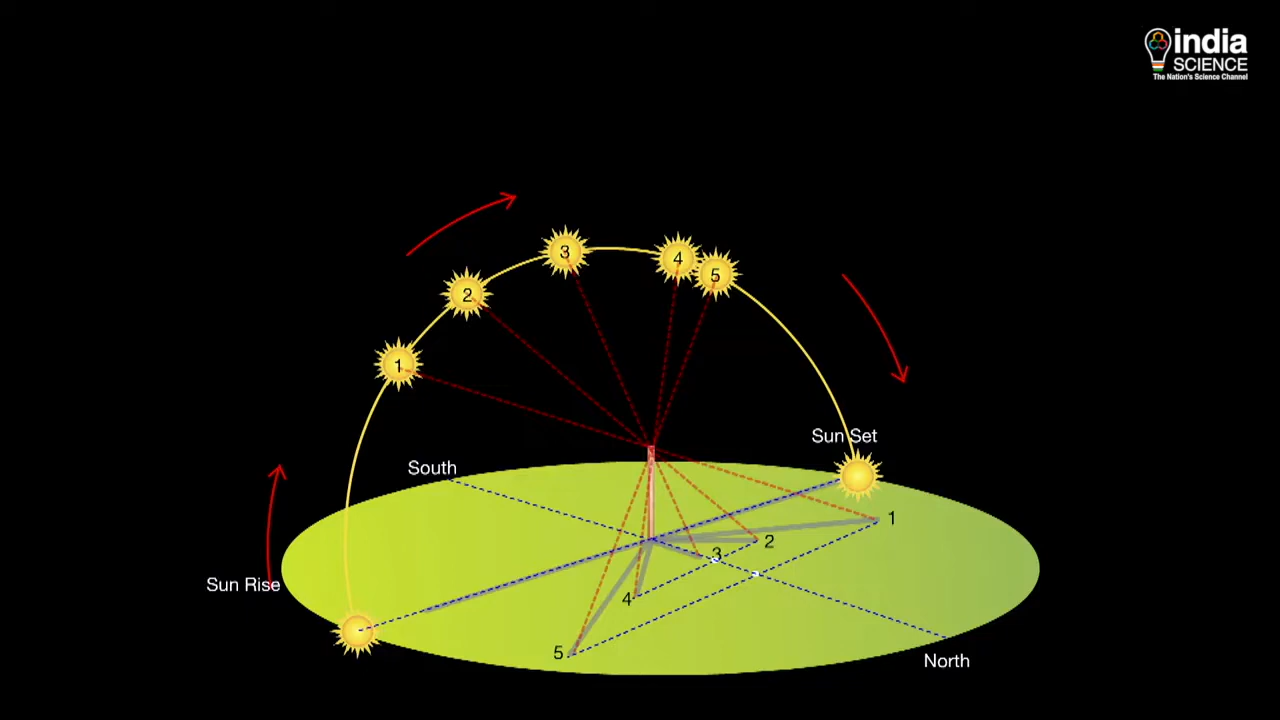 india
SCIENCE
The Nation's Science Channel
3
4
5
2
1
Sun Set
South
1
2
3
Sun Rise
4
5
North